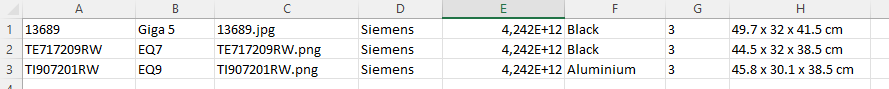 A B C D E F G H
1 13689 Giga 5 13689.jpg Siemens 4,242E+12 Black 3 49.7 x 32 x 41.5 cm
2 TE717209RW EQ7 TE717209RW.png Siemens 4,242E+12 Black 3 44.5 x 32 x 38.5 cm
3 TI907201RW EQ9 TI907201RW.png Siemens 4,242E+12 Aluminium 3 45.8 x 30.1 x 38.5 cm